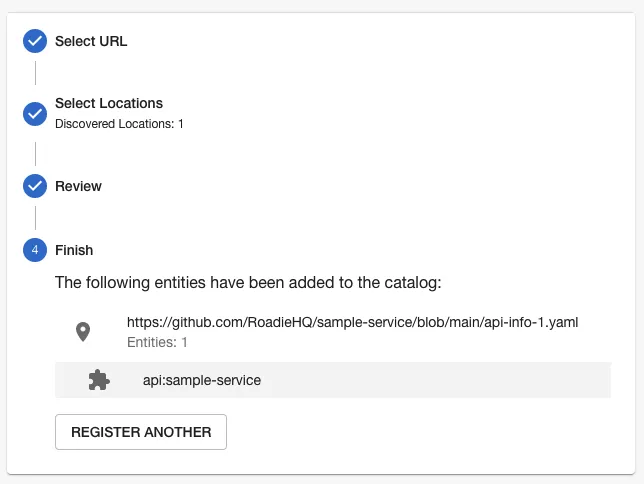 Select URL
Select Locations
Discovered Locations: 1
Review
4 Finish
The following entities have been added to the catalog:
https://github.com/RoadieHQ/sample-service/blob/main/api-info-1.yaml
Entities: 1
api:sample-service
REGISTER ANOTHER